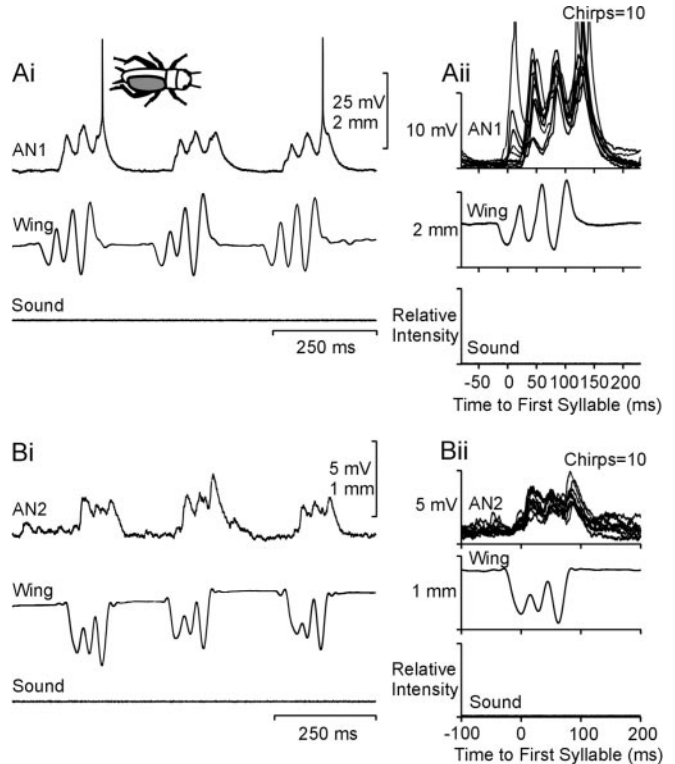 Ai
25 mV
2 mm
AN1
Wing
Sound
250 ms
Aii
Chirps=10
10 mV
AN1
2 mm
Wing
Relative
Intensity
Sound
-50 0 50 100 150 200
Time to First Syllable (ms)
Bi
5 mV
1 mm
AN2
Wing
Sound
250 ms
Bii
Chirps=10
5 mV
AN2
1 mm
Wing
Relative
Intensity
Sound
-100 0 100 200
Time to First Syllable (ms)